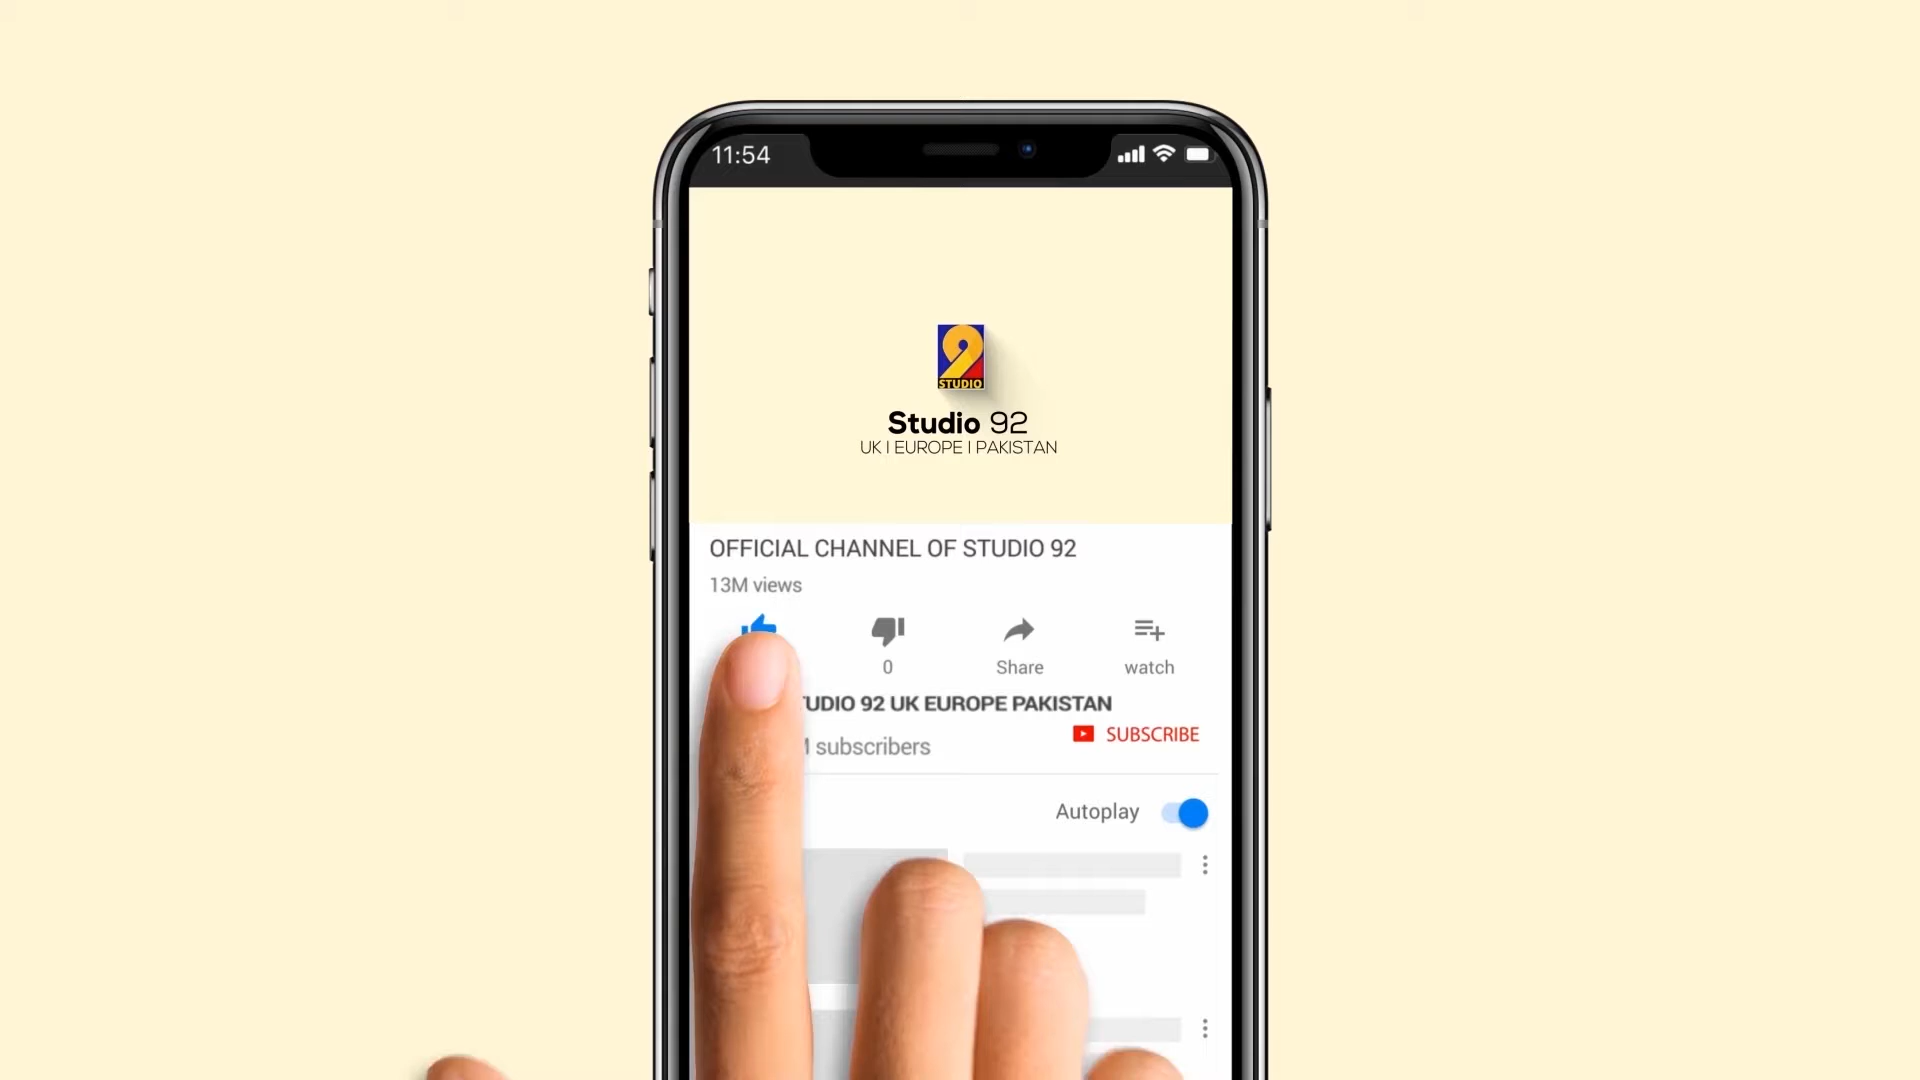 11:54
STUDIO
Studio 92
UK | EUROPE | PAKISTAN
OFFICIAL CHANNEL OF STUDIO 92
13M views
0
Share
watch
UDIO 92 UK EUROPE PAKISTAN
subscribers
SUBSCRIBE
Autoplay